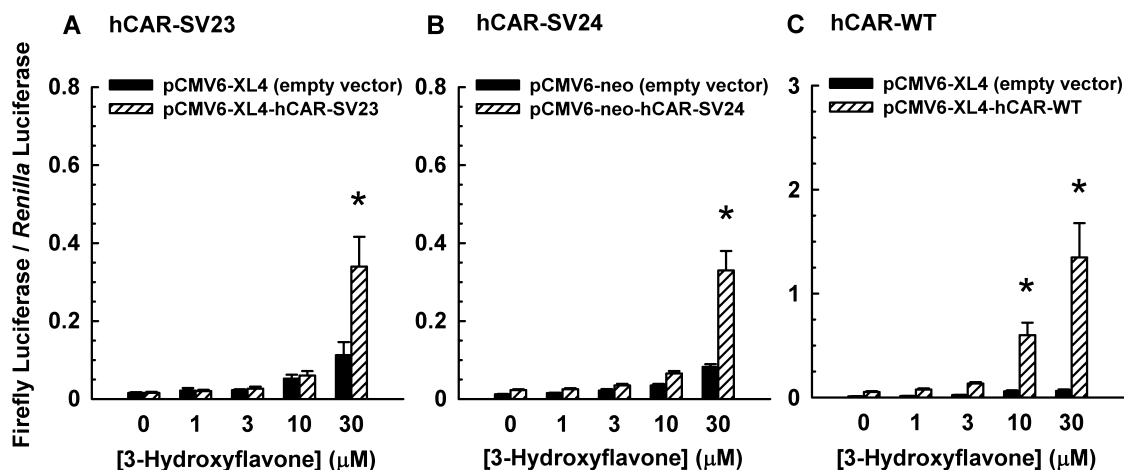 A hCAR-SV23
pCMV6-XL4 (empty vector)
pCMV6-XL4-hCAR-SV23
Firefly Luciferase / Renilla Luciferase
0.8
0.6
0.4
0.2
0
*
0 1 3 10 30
[3-Hydroxyflavone] (μM)
B hCAR-SV24
pCMV6-neo (empty vector)
pCMV6-neo-hCAR-SV24
0.8
0.6
0.4
0.2
0
*
0 1 3 10 30
[3-Hydroxyflavone] (μM)
C hCAR-WT
pCMV6-XL4 (empty vector)
pCMV6-XL4-hCAR-WT
3
2
1
0
*
*
0 1 3 10 30
[3-Hydroxyflavone] (μM)